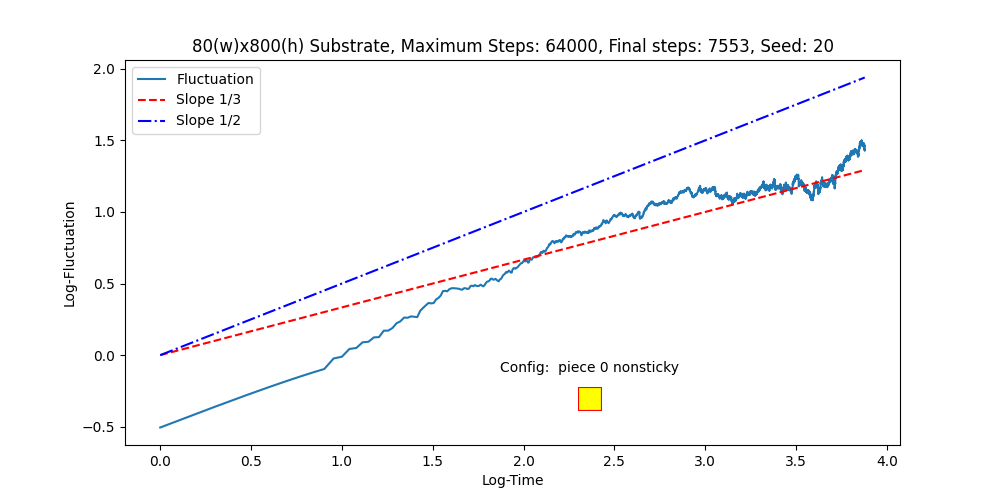 80(w)x800(h) Substrate, Maximum Steps: 64000, Final steps: 7553, Seed: 20
Fluctuation
Slope 1/3
Slope 1/2
Log-Fluctuation
2.0
1.5
1.0
0.5
0.0
−0.5
Config:  piece 0 nonsticky
0.0 0.5 1.0 1.5 2.0 2.5 3.0 3.5 4.0
Log-Time